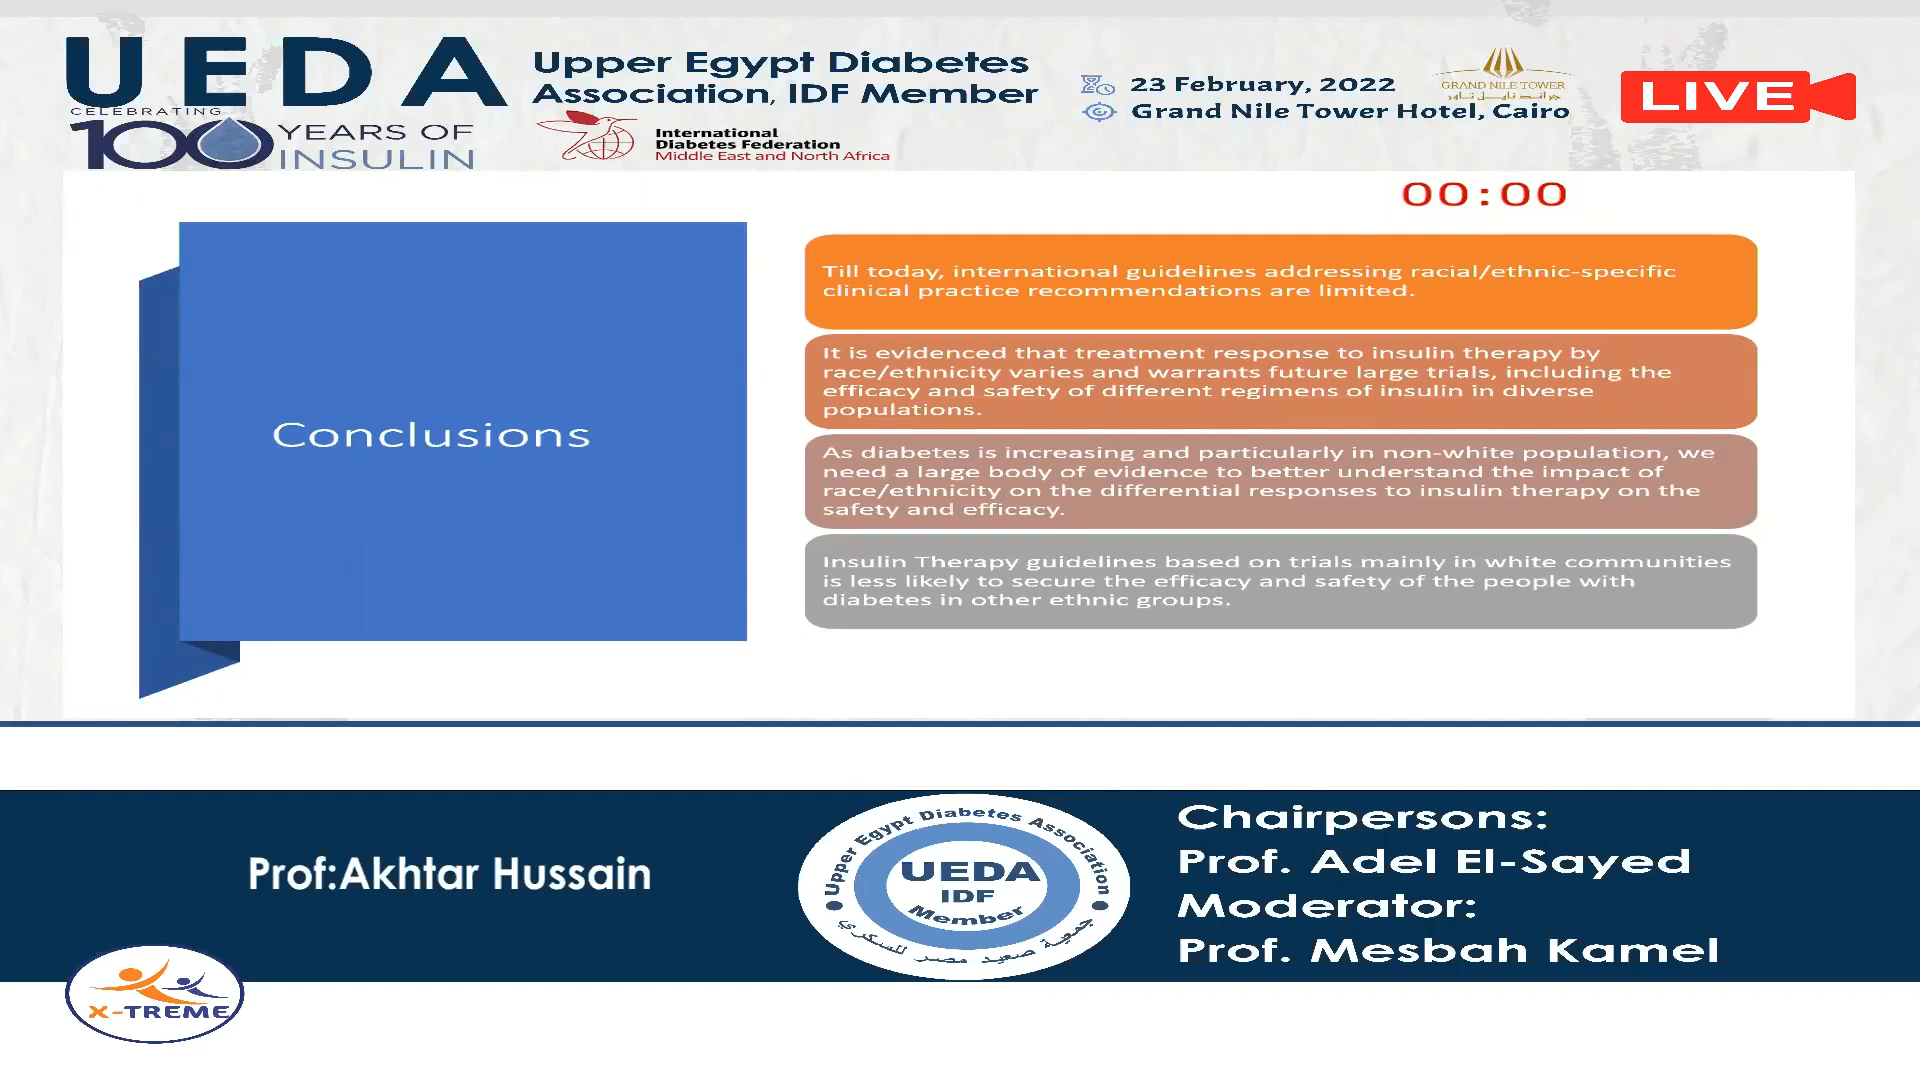 UEDA
CELEBRATING
100 YEARS OF
INSULIN
Upper Egypt Diabetes
Association, IDF Member
International
Diabetes Federation
Middle East and North Africa
23 February, 2022
Grand Nile Tower Hotel, Cairo
GRAND NILE TOWER
جراند نايل تاور
LIVE
00:00
Conclusions
Till today, international guidelines addressing racial/ethnic-specific
clinical practice recommendations are limited.
It is evidenced that treatment response to insulin therapy by
race/ethnicity varies and warrants future large trials, including the
efficacy and safety of different regimens of insulin in diverse
populations.
As diabetes is increasing and particularly in non-white population, we
need a large body of evidence to better understand the impact of
race/ethnicity on the differential responses to insulin therapy on the
safety and efficacy.
Insulin Therapy guidelines based on trials mainly in white communities
is less likely to secure the efficacy and safety of the people with
diabetes in other ethnic groups.
Prof:Akhtar Hussain
Upper Egypt Diabetes Association
UEDA
IDF
Member
جمعية صعيد مصر للسكري
Chairpersons:
Prof. Adel El-Sayed
Moderator:
Prof. Mesbah Kamel
X-TREME